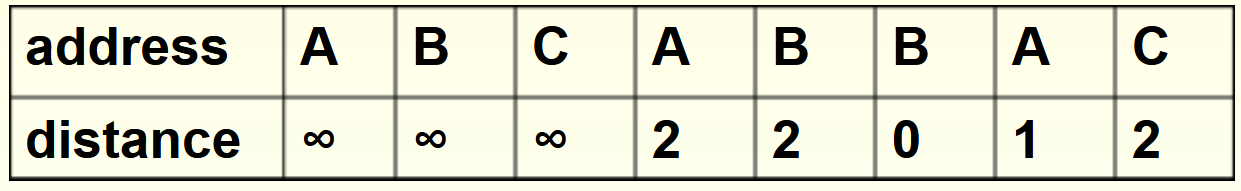 address A B C A B B A C
distance ∞ ∞ ∞ 2 2 0 1 2